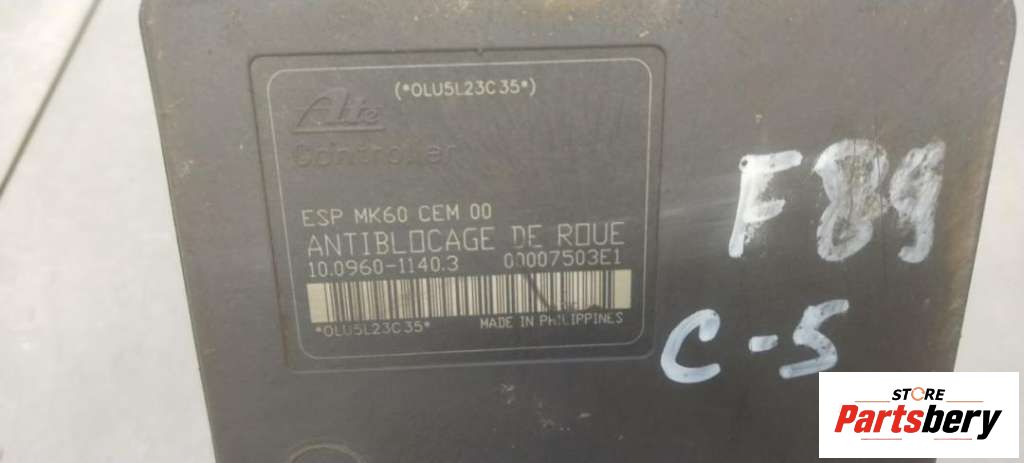 (*OLU5L23C35*)
Ate
Controller
ESP MK60 CEM 00
ANTIBLOCAGE DE ROUE
10.0960-1140.3 00007503E1
*OLU5L23C35*
MADE IN PHILIPPINES
F89
C-5
STORE
Partsbery